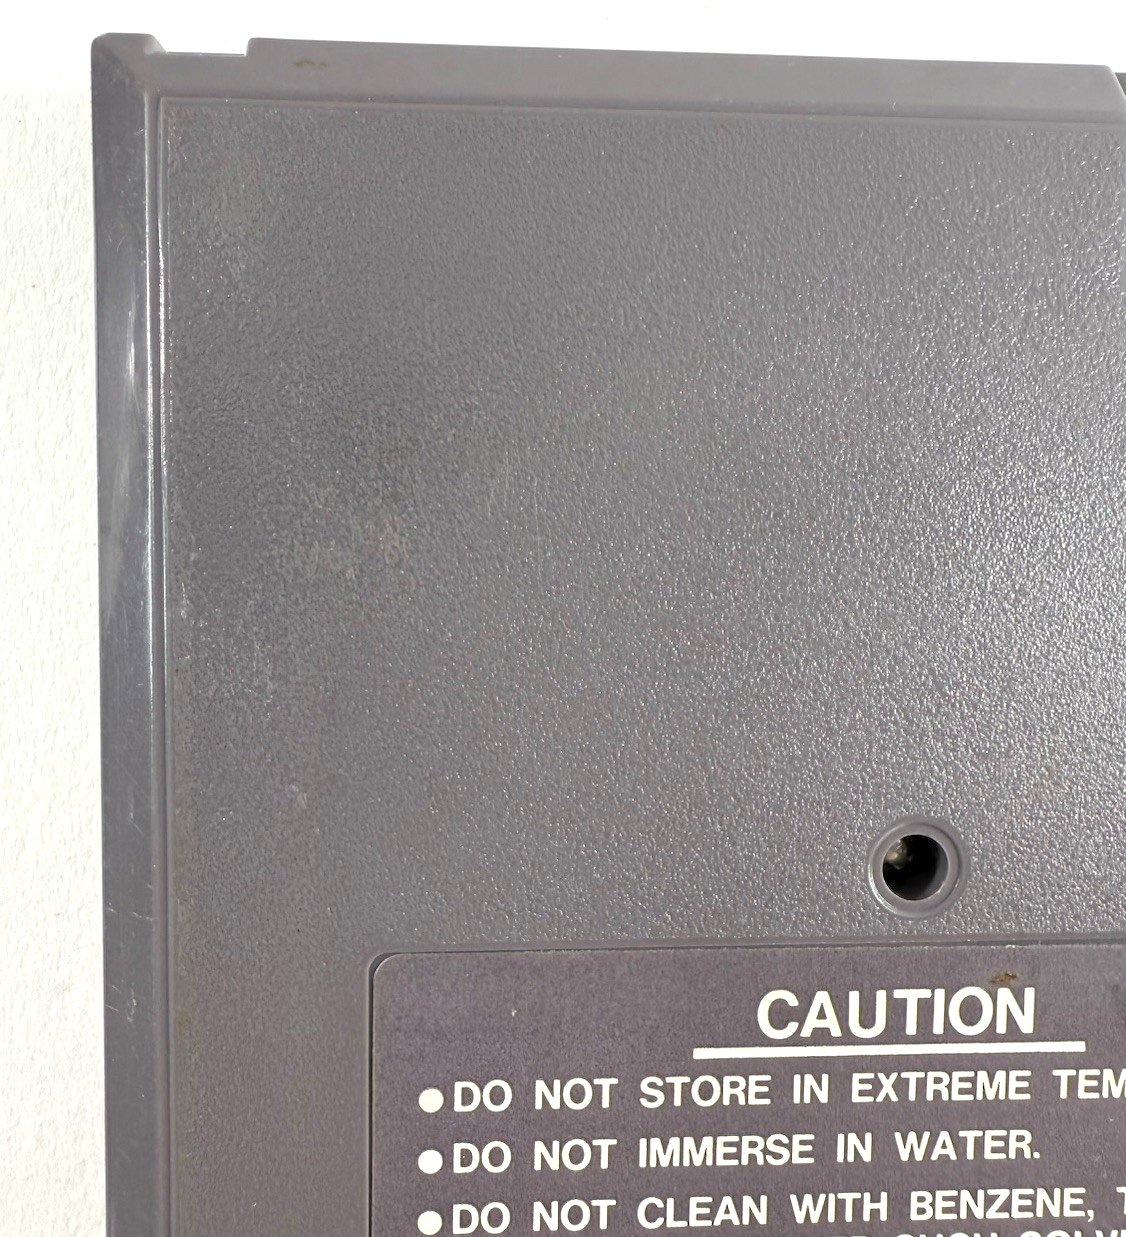 CAUTION
●DO NOT STORE IN EXTREME TEM
●DO NOT IMMERSE IN WATER.
●DO NOT CLEAN WITH BENZENE,